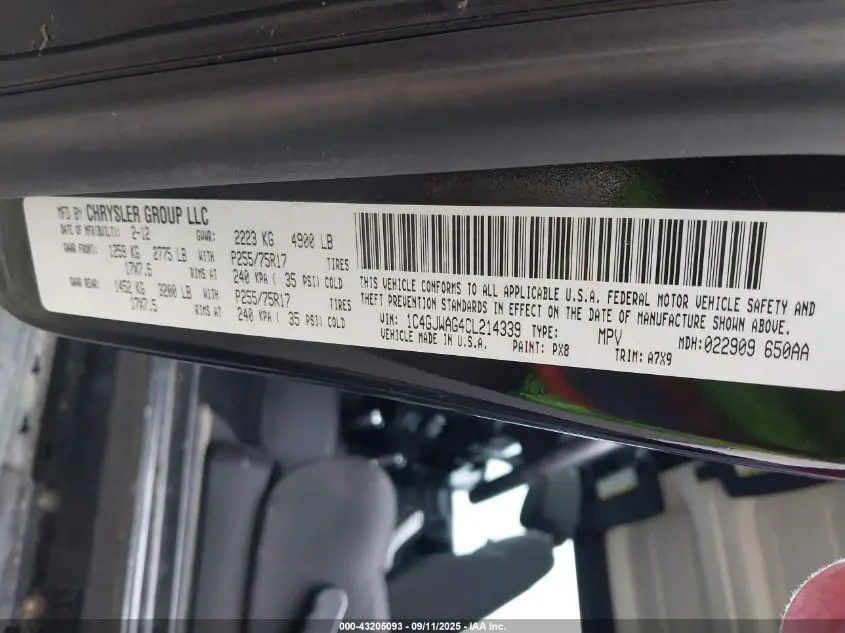 MFD BY CHRYSLER GROUP LLC
DATE OF MFR(BUILT): 2-12 GVWR: 2223 KG 4900 LB
GAWR FRONT: 1259 KG 2775 LB WITH P255/75R17 TIRES
17X7.5 RIMS AT 240 KPA ( 35 PSI) COLD
GAWR REAR: 1452 KG 3200 LB WITH P255/75R17 TIRES
17X7.5 RIMS AT 240 KPA ( 35 PSI) COLD
THIS VEHICLE CONFORMS TO ALL APPLICABLE U.S.A. FEDERAL MOTOR VEHICLE SAFETY AND
THEFT PREVENTION STANDARDS IN EFFECT ON THE DATE OF MANUFACTURE SHOWN ABOVE.
VIN: 1C4GJWAG4CL214339 TYPE: MPV MDH:022909 650AA
VEHICLE MADE IN U.S.A. PAINT: PX8 TRIM: A7X9
000-43205093 - 09/11/2025 - IAA Inc.